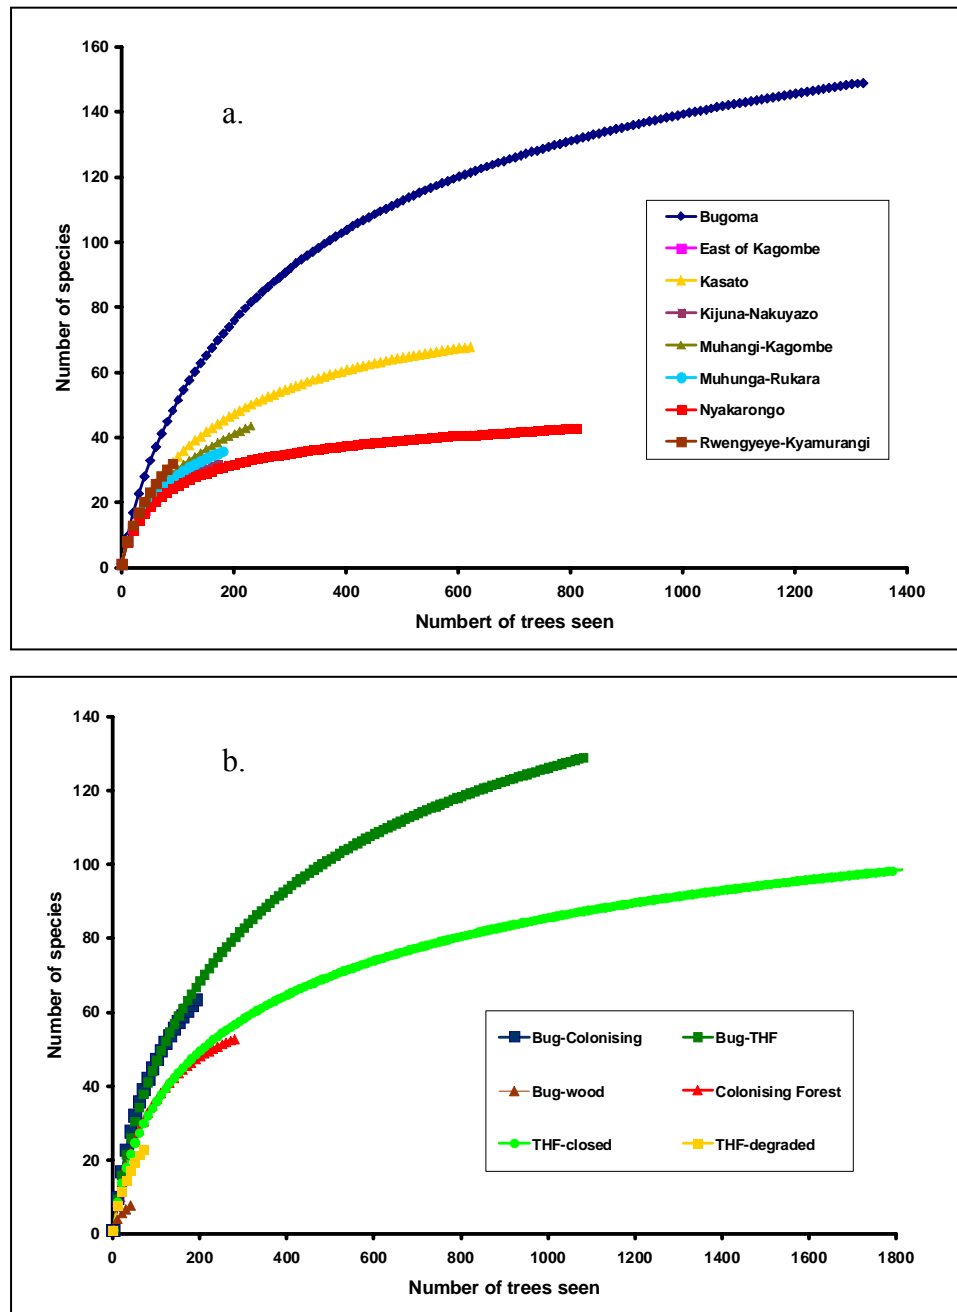 a.
160
140
120
100
80
60
40
20
0
Number of species
0 200 400 600 800 1000 1200 1400
Numbert of trees seen
Bugoma
East of Kagombe
Kasato
Kijuna-Nakuyazo
Muhangi-Kagombe
Muhunga-Rukara
Nyakarongo
Rwengyeye-Kyamurangi
b.
140
120
100
80
60
40
20
0
Number of species
0 200 400 600 800 1000 1200 1400 1600 1800
Number of trees seen
Bug-Colonising Bug-THF
Bug-wood Colonising Forest
THF-closed THF-degraded